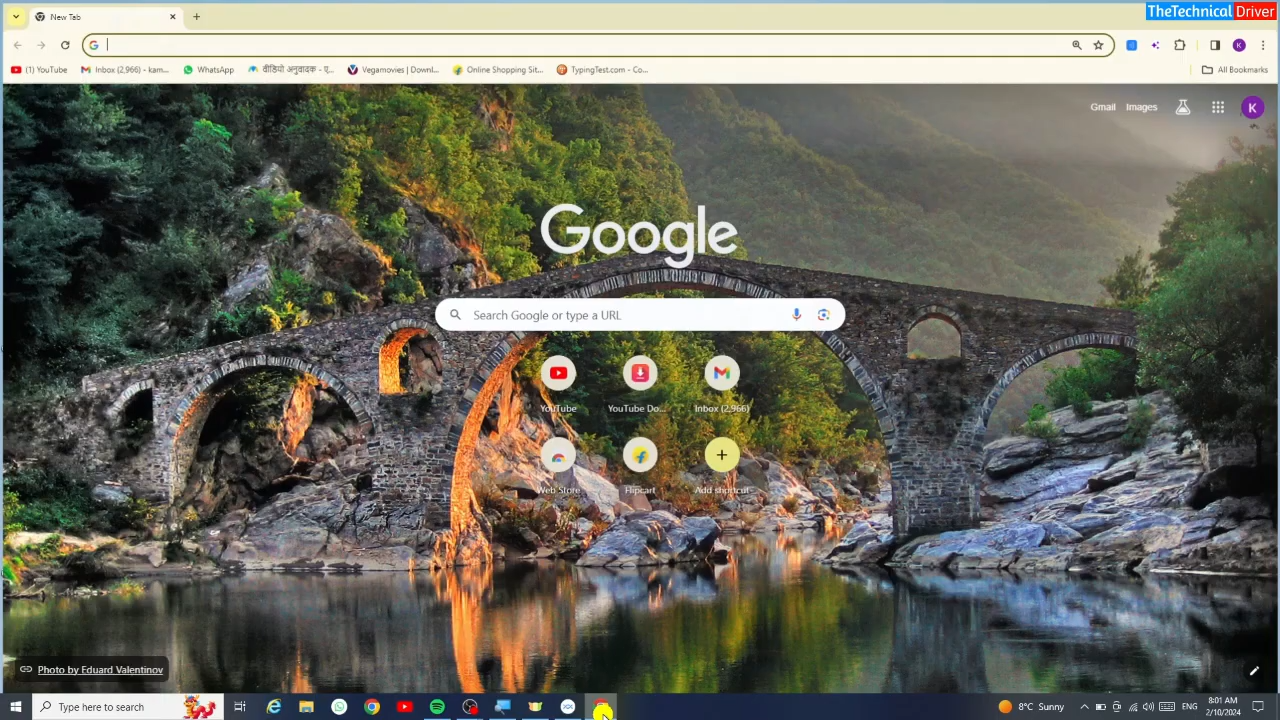 TheTechnical Driver
New Tab
(1) YouTube
Inbox (2,966) - kam...
WhatsApp
वीडियो अनुवादक - ए...
Vegamovies | Downl...
Online Shopping Sit...
TypingTest.com - Co...
All Bookmarks
K
Gmail
Images
K
Google
Search Google or type a URL
YouTube
YouTube Do...
Inbox (2,966)
Web Store
Flipcart
Add shortcut
Photo by Eduard Valentinov
Type here to search
8°C Sunny
ENG
8:01 AM
2/10/2024